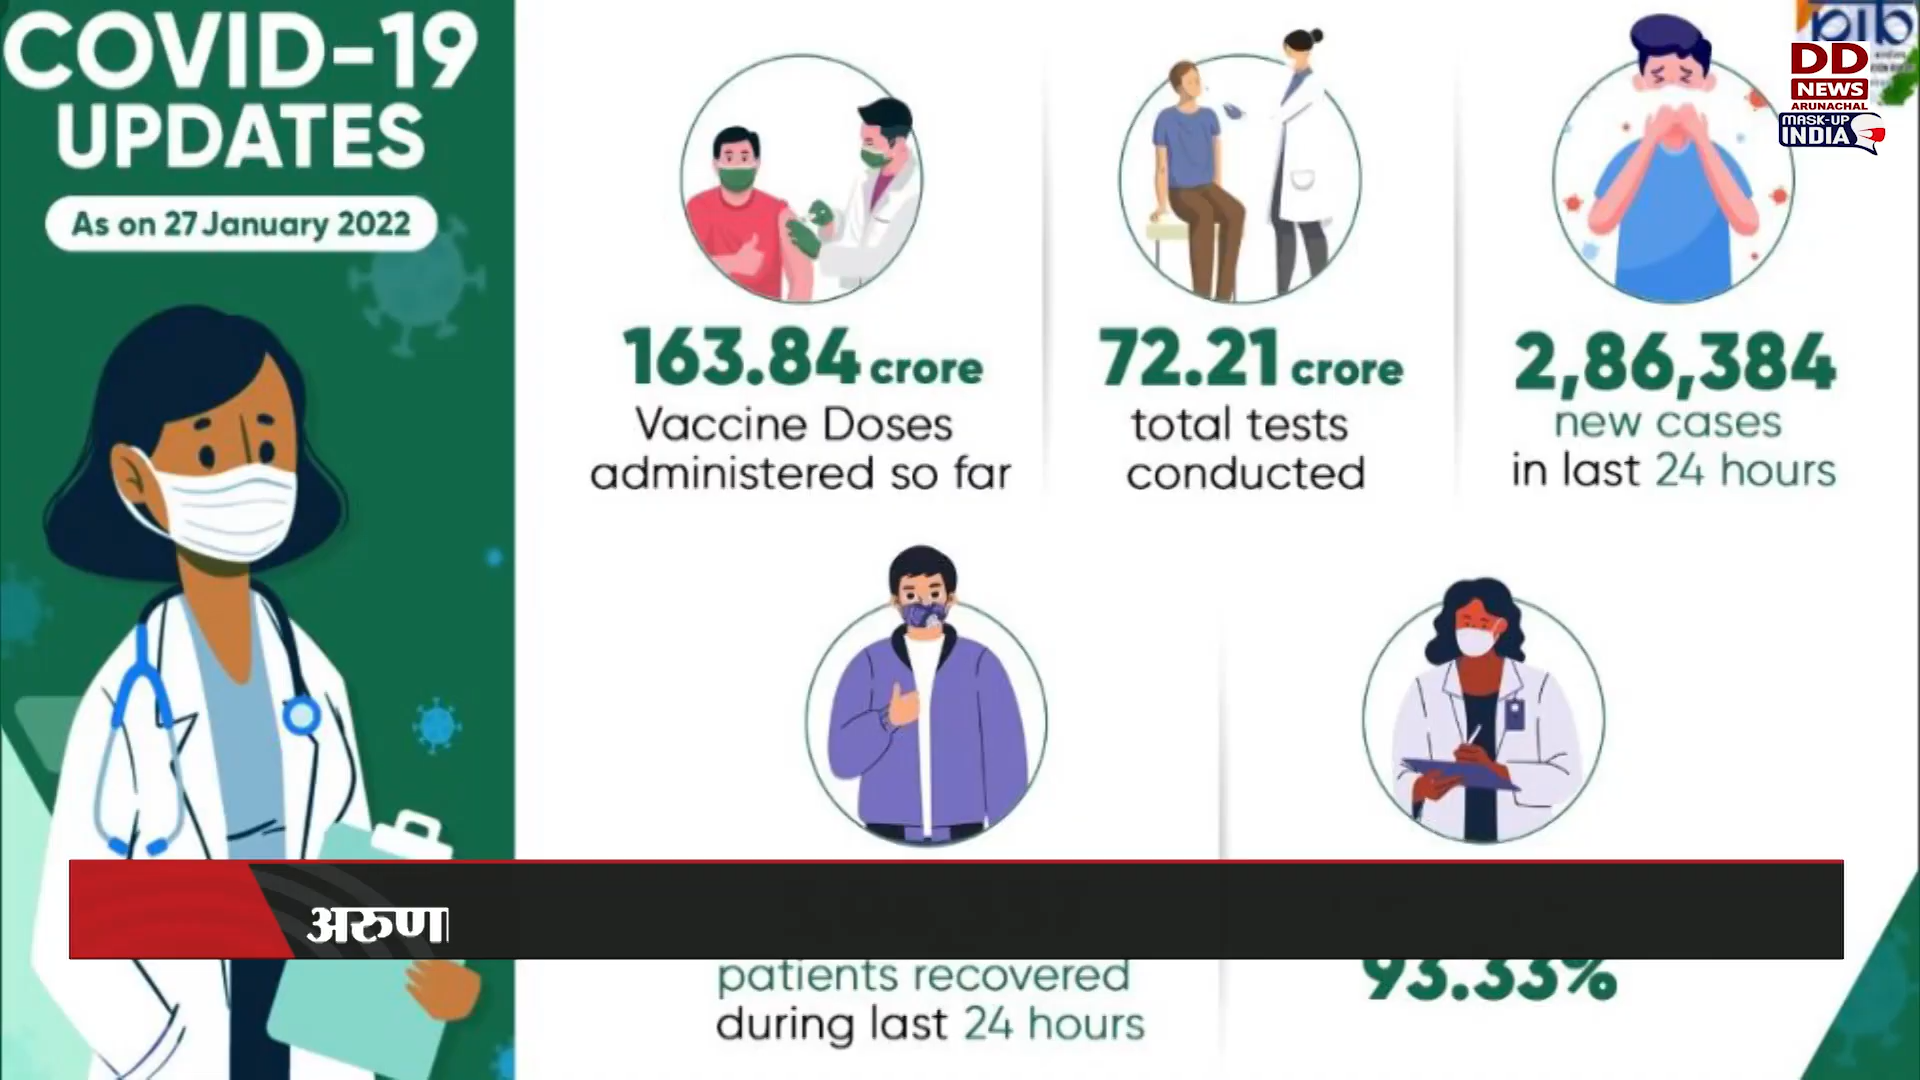 COVID-19
UPDATES
As on 27 January 2022
163.84 crore
Vaccine Doses
administered so far
72.21 crore
total tests
conducted
2,86,384
new cases
in last 24 hours
pib
DD
NEWS
ARUNACHAL
MASK-UP
INDIA
अरुण
patients recovered
during last 24 hours
93.33%